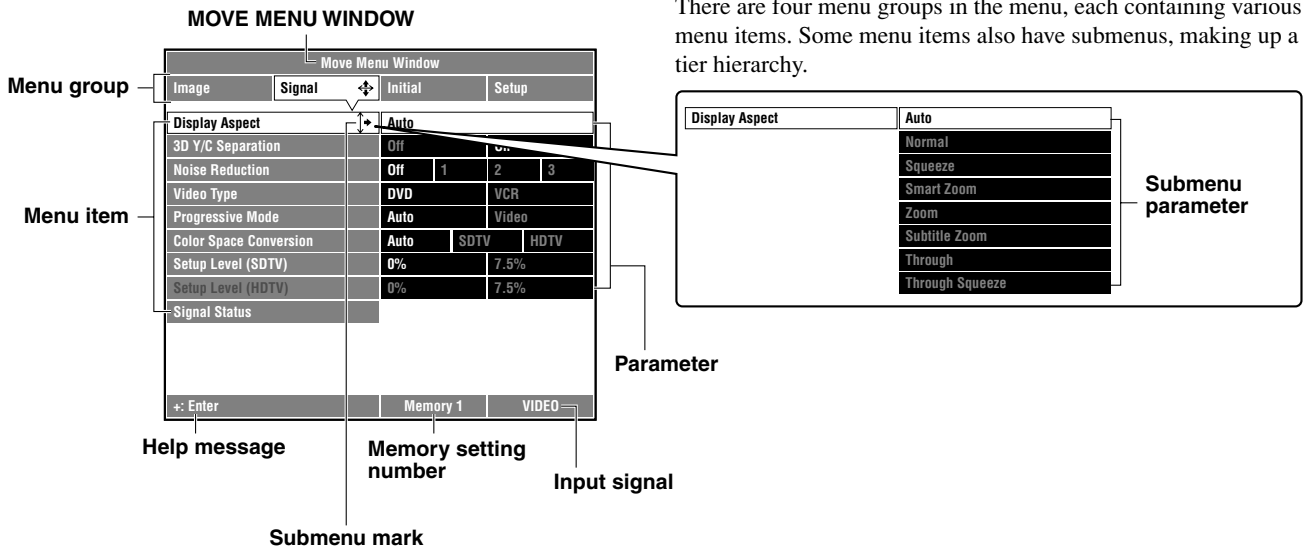 There are four menu groups in the menu, each containing various
menu items. Some menu items also have submenus, making up a
tier hierarchy.
MOVE MENU WINDOW
Move Menu Window
Menu group
Image Signal Initial Setup
Display Aspect Auto
3D Y/C Separation Off On
Noise Reduction Off 1 2 3
Menu item
Video Type DVD VCR
Progressive Mode Auto Video
Color Space Conversion Auto SDTV HDTV
Setup Level (SDTV) 0% 7.5%
Setup Level (HDTV) 0% 7.5%
Signal Status
Parameter
+: Enter Memory 1 VIDEO
Help message
Memory setting
number
Input signal
Submenu mark
Display Aspect Auto
Normal
Squeeze
Smart Zoom
Zoom
Subtitle Zoom
Through
Through Squeeze
Submenu
parameter